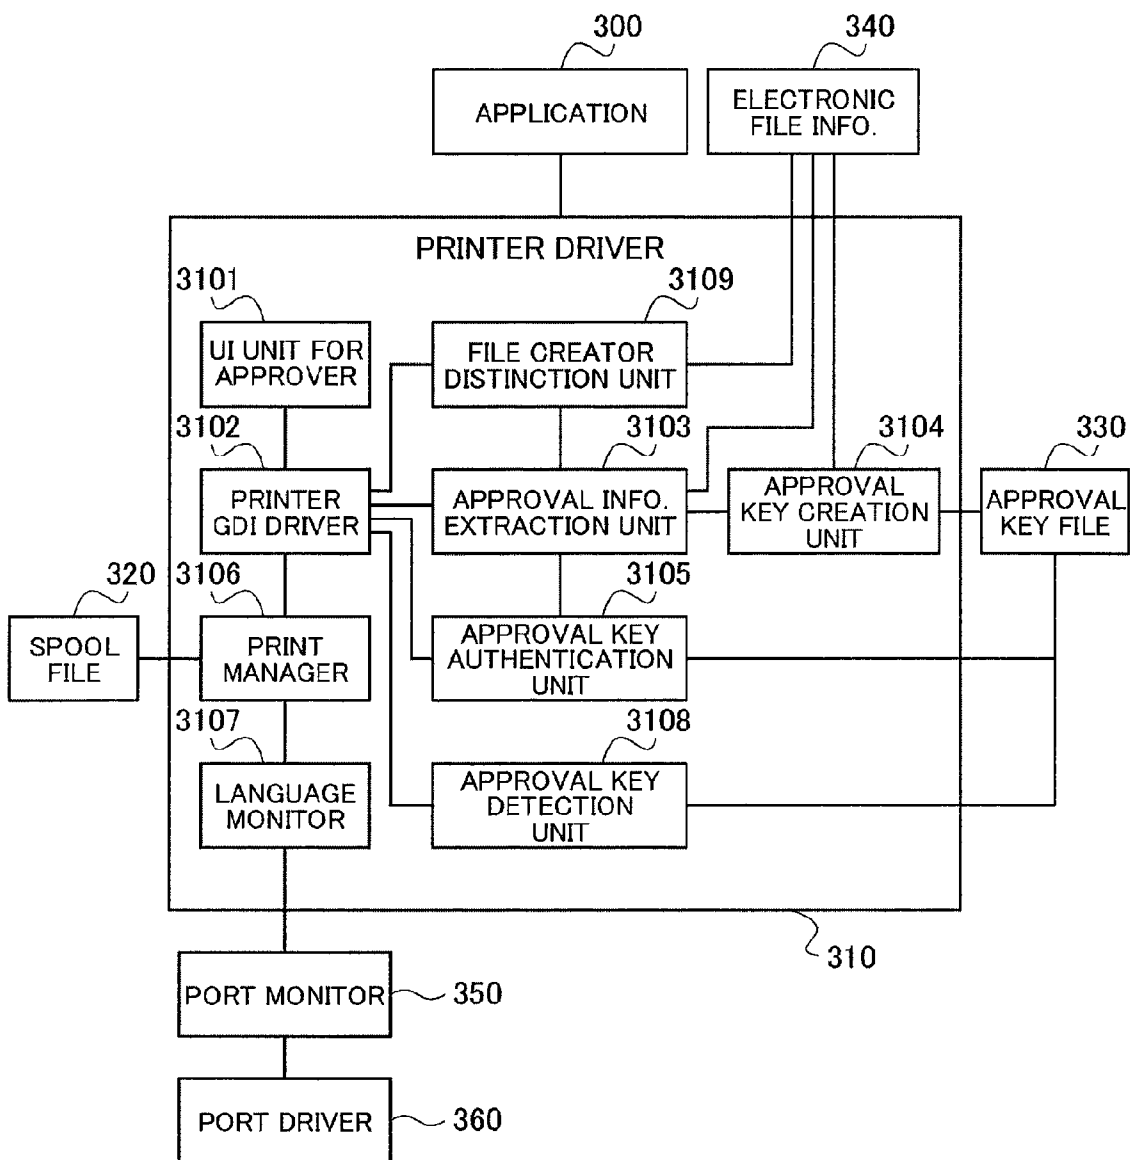 300
340
APPLICATION
ELECTRONIC
FILE INFO.
PRINTER DRIVER
3101
3109
UI UNIT FOR
APPROVER
FILE CREATOR
DISTINCTION UNIT
3102
3103
3104
330
PRINTER
GDI DRIVER
APPROVAL INFO.
EXTRACTION UNIT
APPROVAL
KEY CREATION
UNIT
APPROVAL
KEY FILE
320
3106
3105
SPOOL
FILE
PRINT
MANAGER
APPROVAL KEY
AUTHENTICATION
UNIT
3107
3108
LANGUAGE
MONITOR
APPROVAL KEY
DETECTION
UNIT
310
PORT MONITOR
350
PORT DRIVER
360